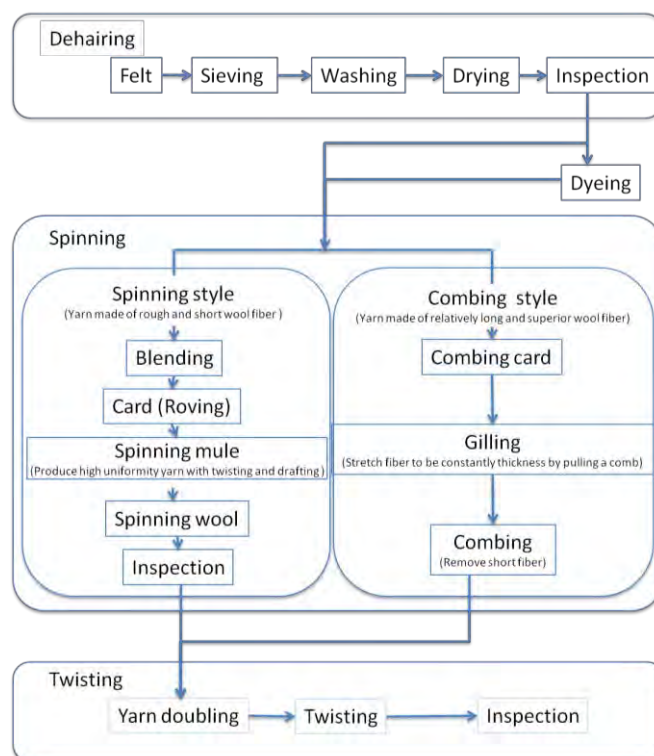 Dehairing
Felt
Sieving
Washing
Drying
Inspection
Dyeing
Spinning
Spinning style
(Yarn made of rough and short wool fiber )
Blending
Card (Roving)
Spinning mule
(Produce high uniformity yarn with twisting and drafting )
Spinning wool
Inspection
Combing style
(Yarn made of relatively long and superior wool fiber)
Combing card
Gilling
(Stretch fiber to be constantly thickness by pulling a comb)
Combing
(Remove short fiber)
Twisting
Yarn doubling
Twisting
Inspection